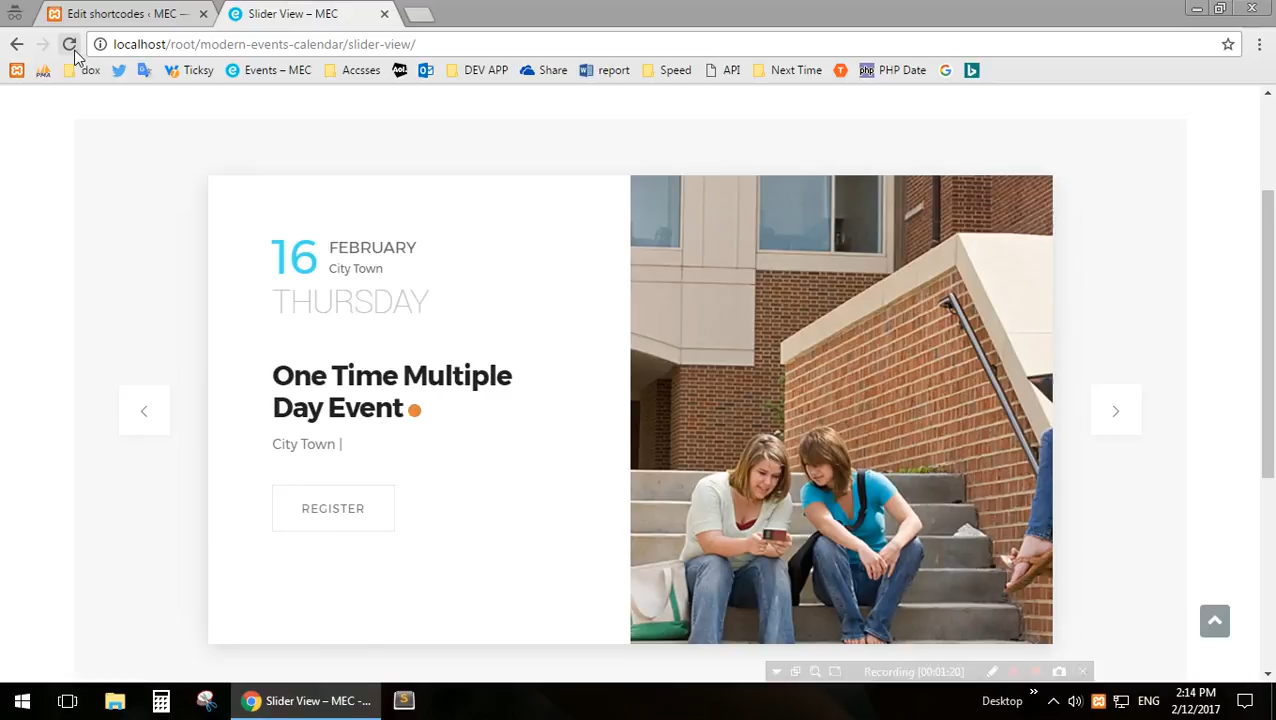 Edit shortcodes ‹ MEC —
Slider View – MEC
localhost/root/modern-events-calendar/slider-view/
dox
Ticksy
Events – MEC
Accsses
Aol.
DEV APP
Share
report
Speed
API
Next Time
php PHP Date
16 FEBRUARY
City Town
THURSDAY
One Time Multiple
Day Event
City Town |
REGISTER
Recording [00:01:20]
Slider View – MEC -...
Desktop
ENG
2:14 PM
2/12/2017